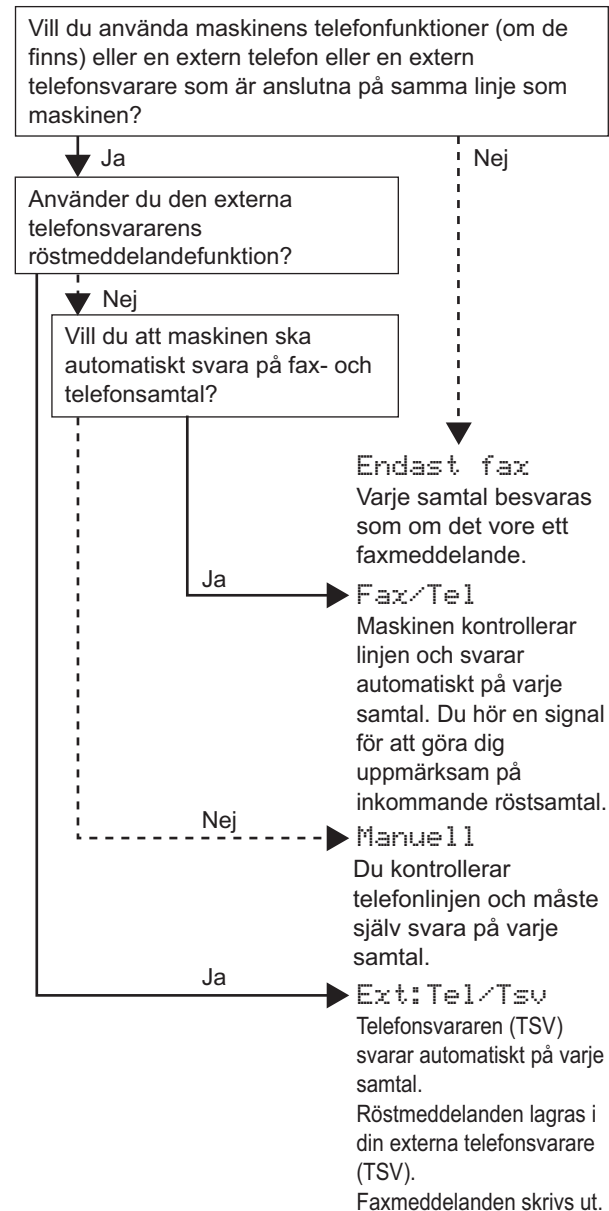 Vill du använda maskinens telefonfunktioner (om de
finns) eller en extern telefon eller en extern
telefonsvarare som är anslutna på samma linje som
maskinen?
Ja
Nej
Använder du den externa
telefonsvararens
röstmeddelandefunktion?
Nej
Vill du att maskinen ska
automatiskt svara på fax- och
telefonsamtal?
Endast fax
Varje samtal besvaras
som om det vore ett
faxmeddelande.
Ja
Fax/Tel
Maskinen kontrollerar
linjen och svarar
automatiskt på varje
samtal. Du hör en signal
för att göra dig
uppmärksam på
inkommande röstsamtal.
Nej
Manuell
Du kontrollerar
telefonlinjen och måste
själv svara på varje
samtal.
Ja
Ext:Tel/Tsv
Telefonsvararen (TSV)
svarar automatiskt på varje
samtal.
Röstmeddelanden lagras i
din externa telefonsvarare
(TSV).
Faxmeddelanden skrivs ut.